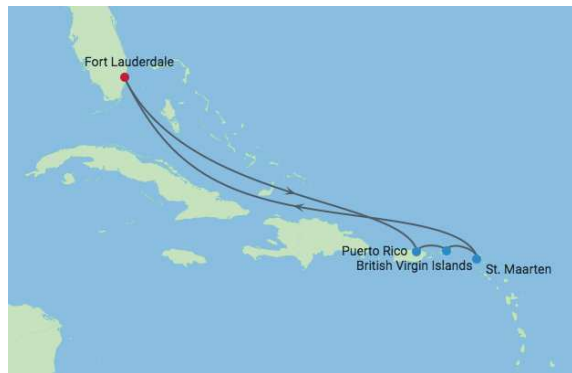 Fort Lauderdale
Puerto Rico
British Virgin Islands
St. Maarten